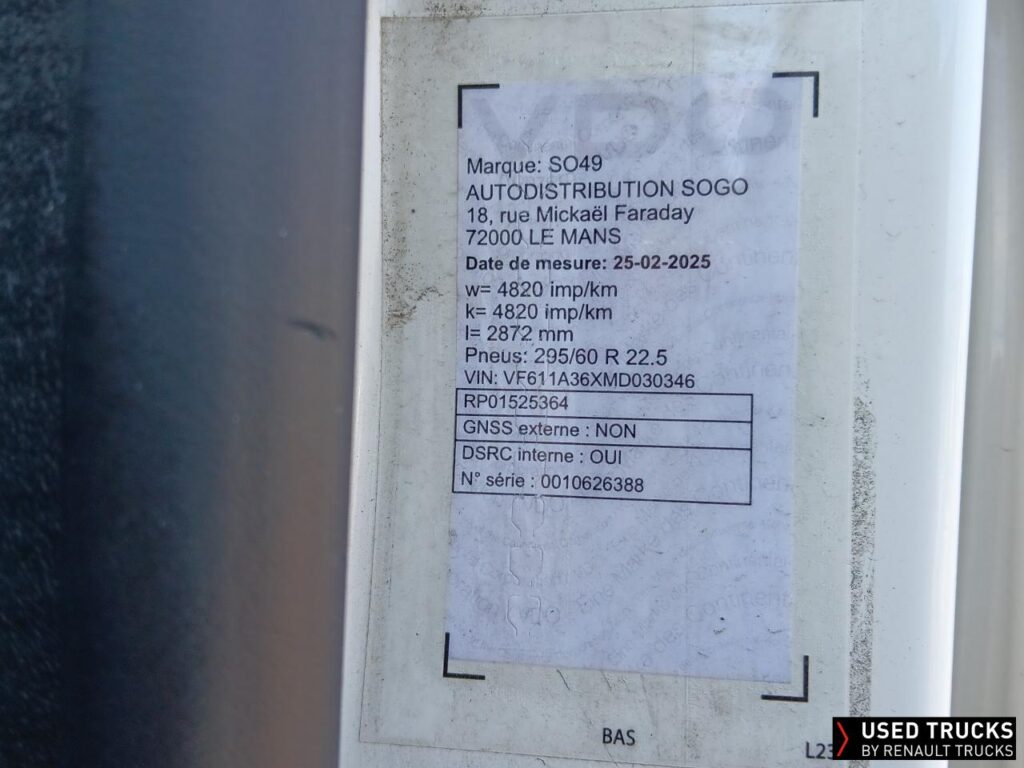 VDO
Marque: SO49
AUTODISTRIBUTION SOGO
18, rue Mickaël Faraday
72000 LE MANS
Date de mesure: 25-02-2025
w= 4820 imp/km
k= 4820 imp/km
l= 2872 mm
Pneus: 295/60 R 22.5
VIN: VF611A36XMD030346
RP01525364
GNSS externe : NON
DSRC interne : OUI
N° série : 0010626388
BAS
USED TRUCKS
BY RENAULT TRUCKS